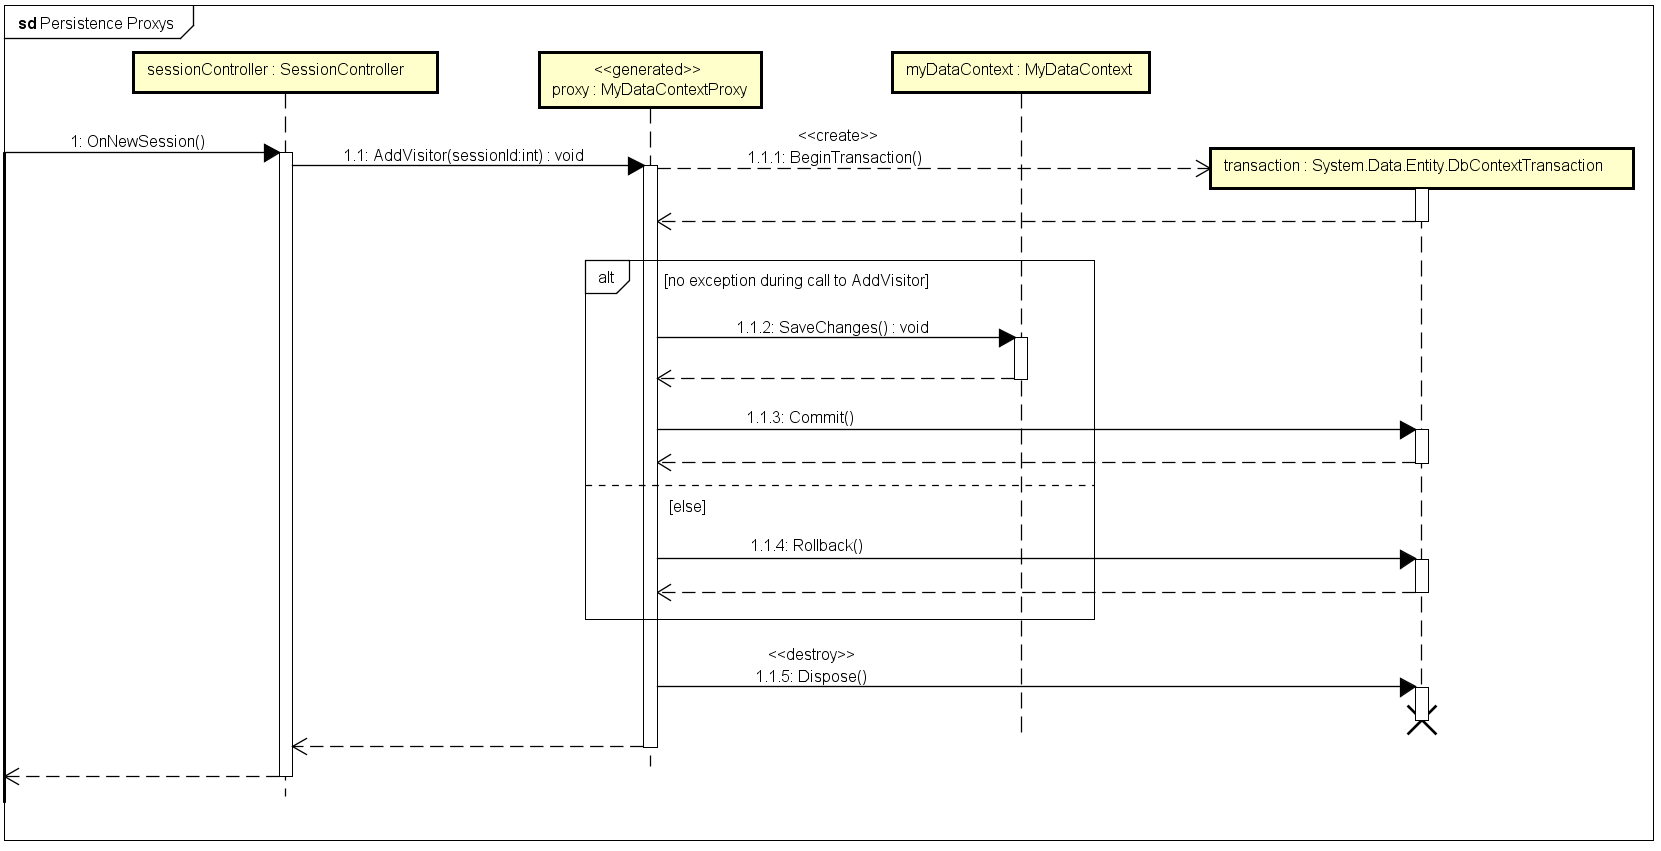 sd Persistence Proxys
sessionController : SessionController
<<generated>>
proxy : MyDataContextProxy
myDataContext : MyDataContext
1: OnNewSession()
1.1: AddVisitor(sessionId:int) : void
<<create>>
1.1.1: BeginTransaction()
transaction : System.Data.Entity.DbContextTransaction
alt
[no exception during call to AddVisitor]
1.1.2: SaveChanges() : void
1.1.3: Commit()
[else]
1.1.4: Rollback()
<<destroy>>
1.1.5: Dispose()